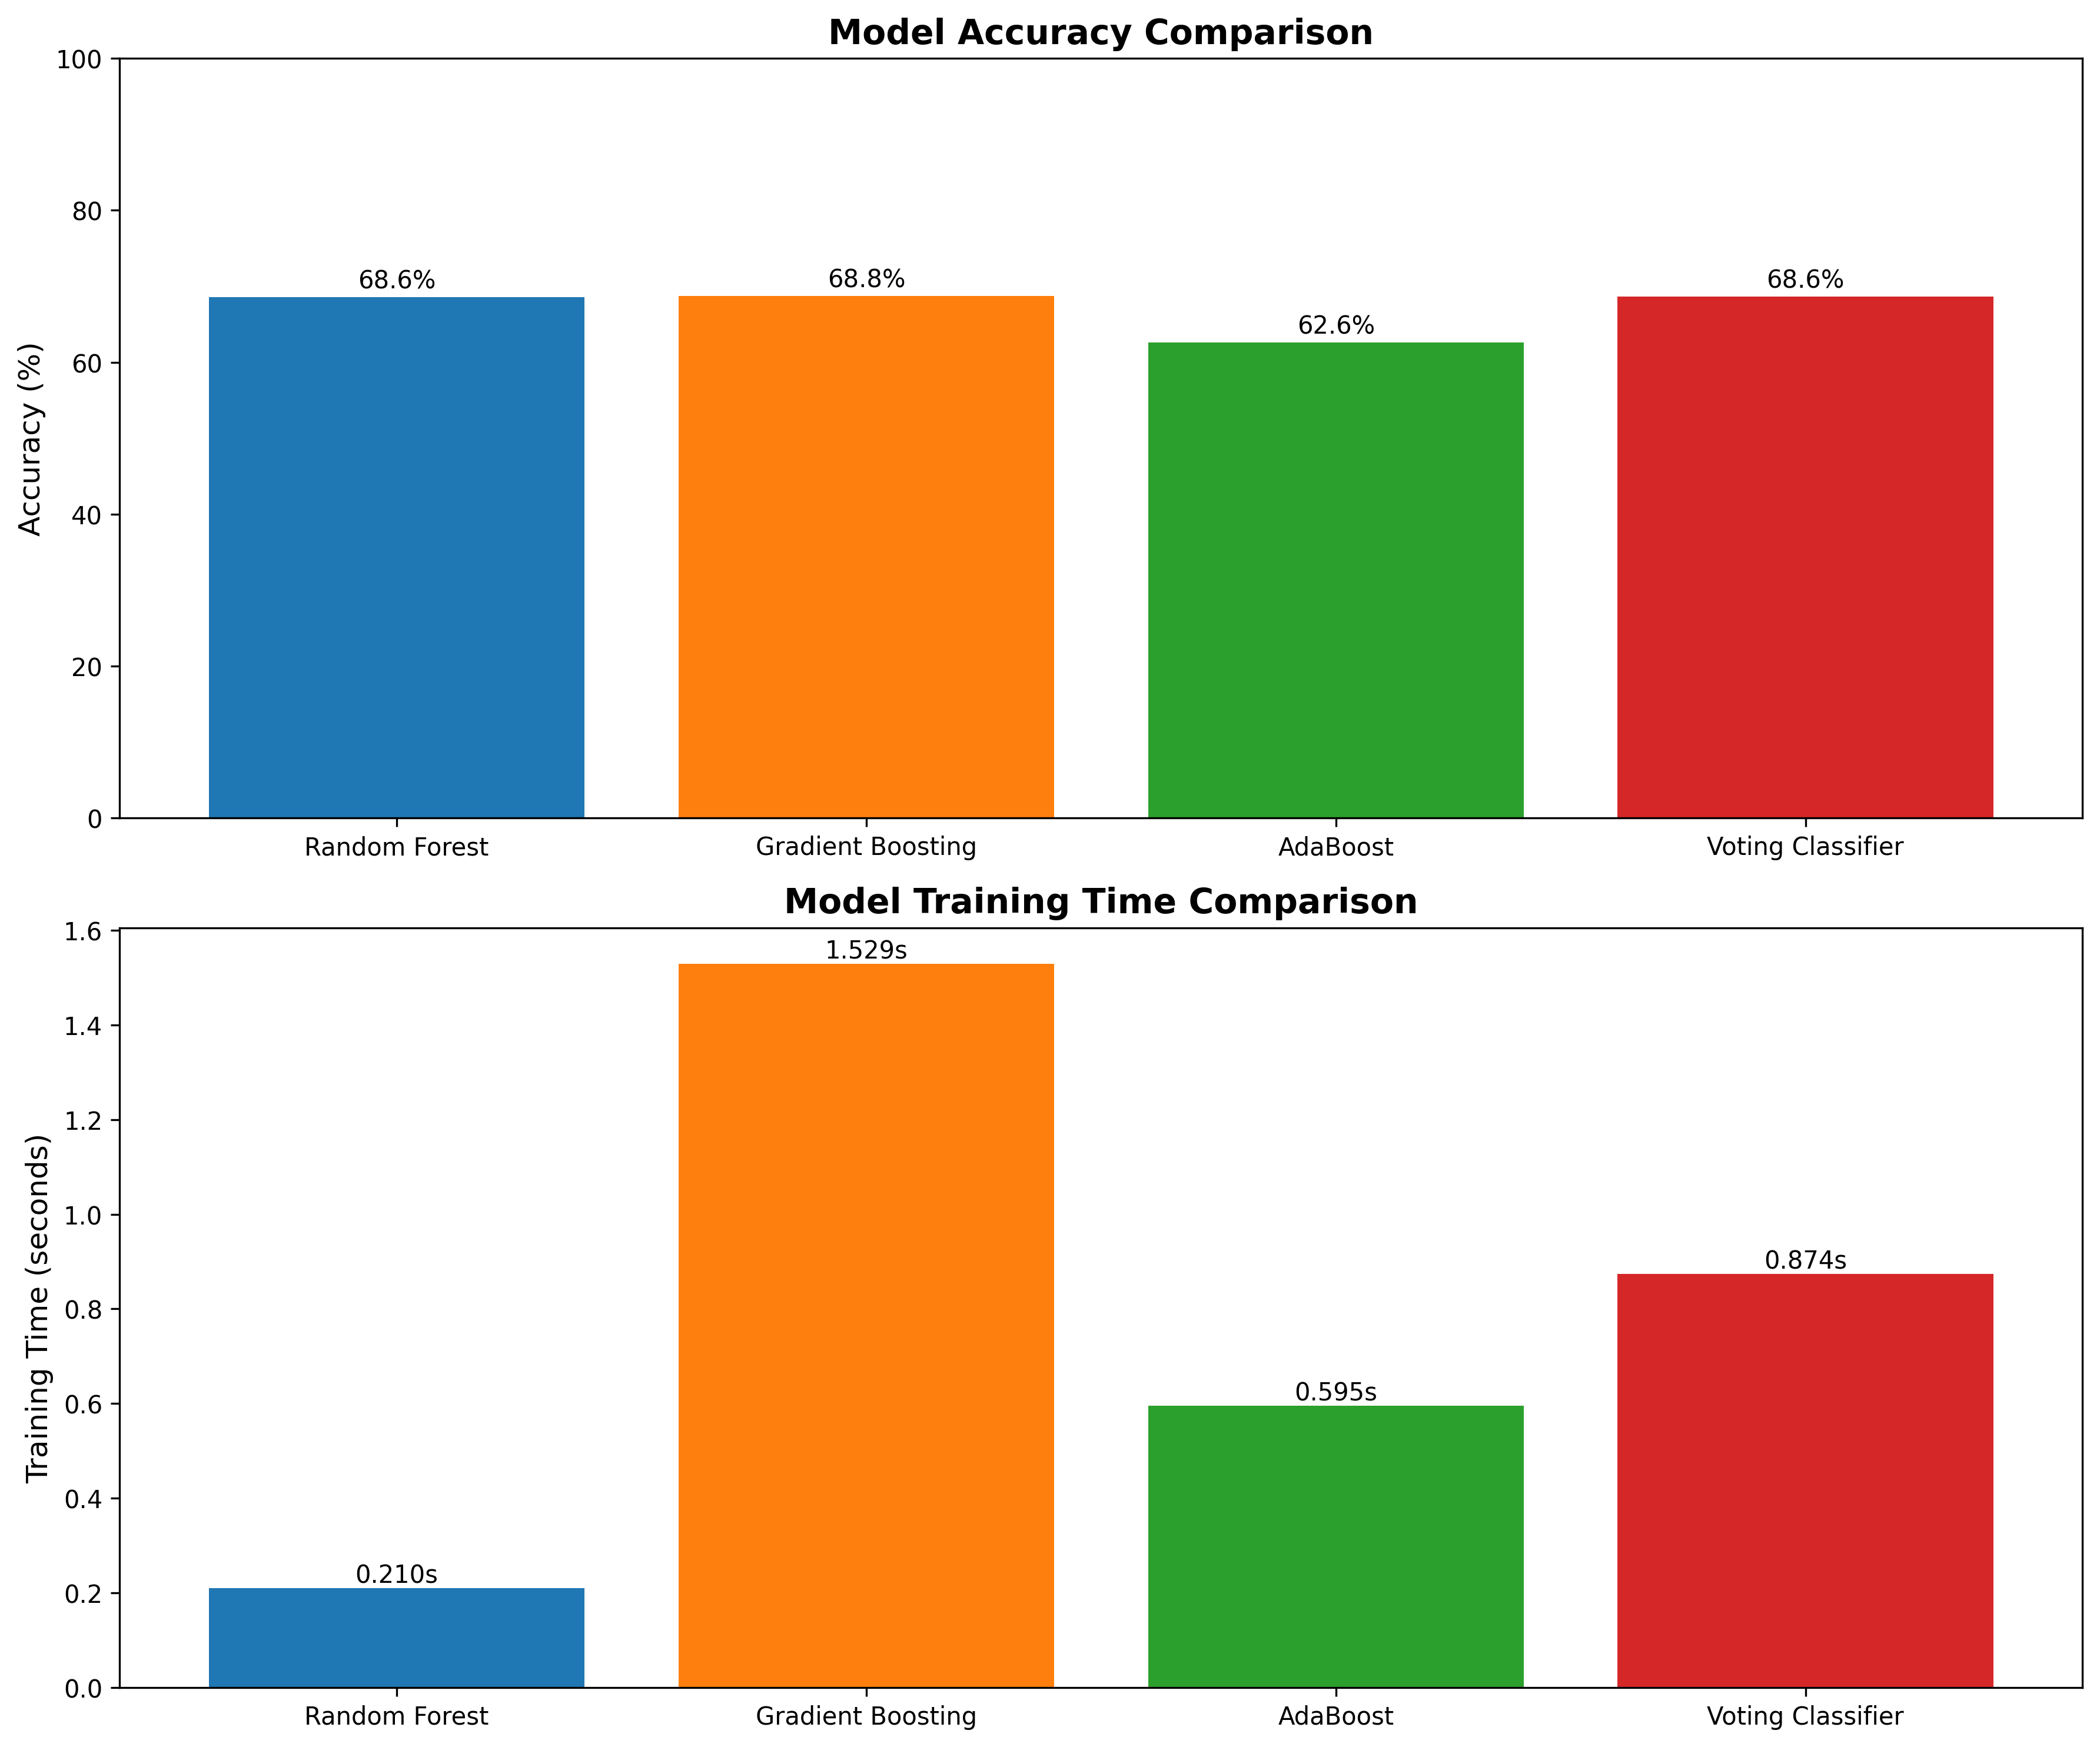 Model Accuracy Comparison
100
80
60
40
20
0
Accuracy (%)
68.6%
68.8%
62.6%
68.6%
Random Forest
Gradient Boosting
AdaBoost
Voting Classifier
Model Training Time Comparison
1.6
1.4
1.2
1.0
0.8
0.6
0.4
0.2
0.0
Training Time (seconds)
0.210s
1.529s
0.595s
0.874s
Random Forest
Gradient Boosting
AdaBoost
Voting Classifier